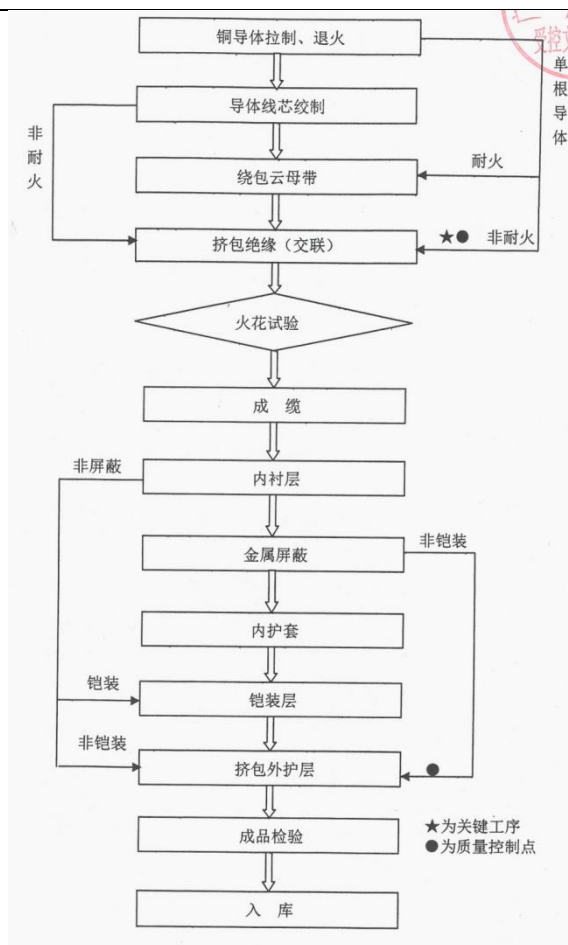 铜导体拉制、退火
受控文
单根导体
导体线芯绞制
非耐火
绕包云母带
耐火
挤包绝缘（交联）
★● 非耐火
火花试验
成 缆
非屏蔽
内衬层
金属屏蔽
非铠装
内护套
铠装
铠装层
非铠装
挤包外护层
●
成品检验
★为关键工序
●为质量控制点
入 库